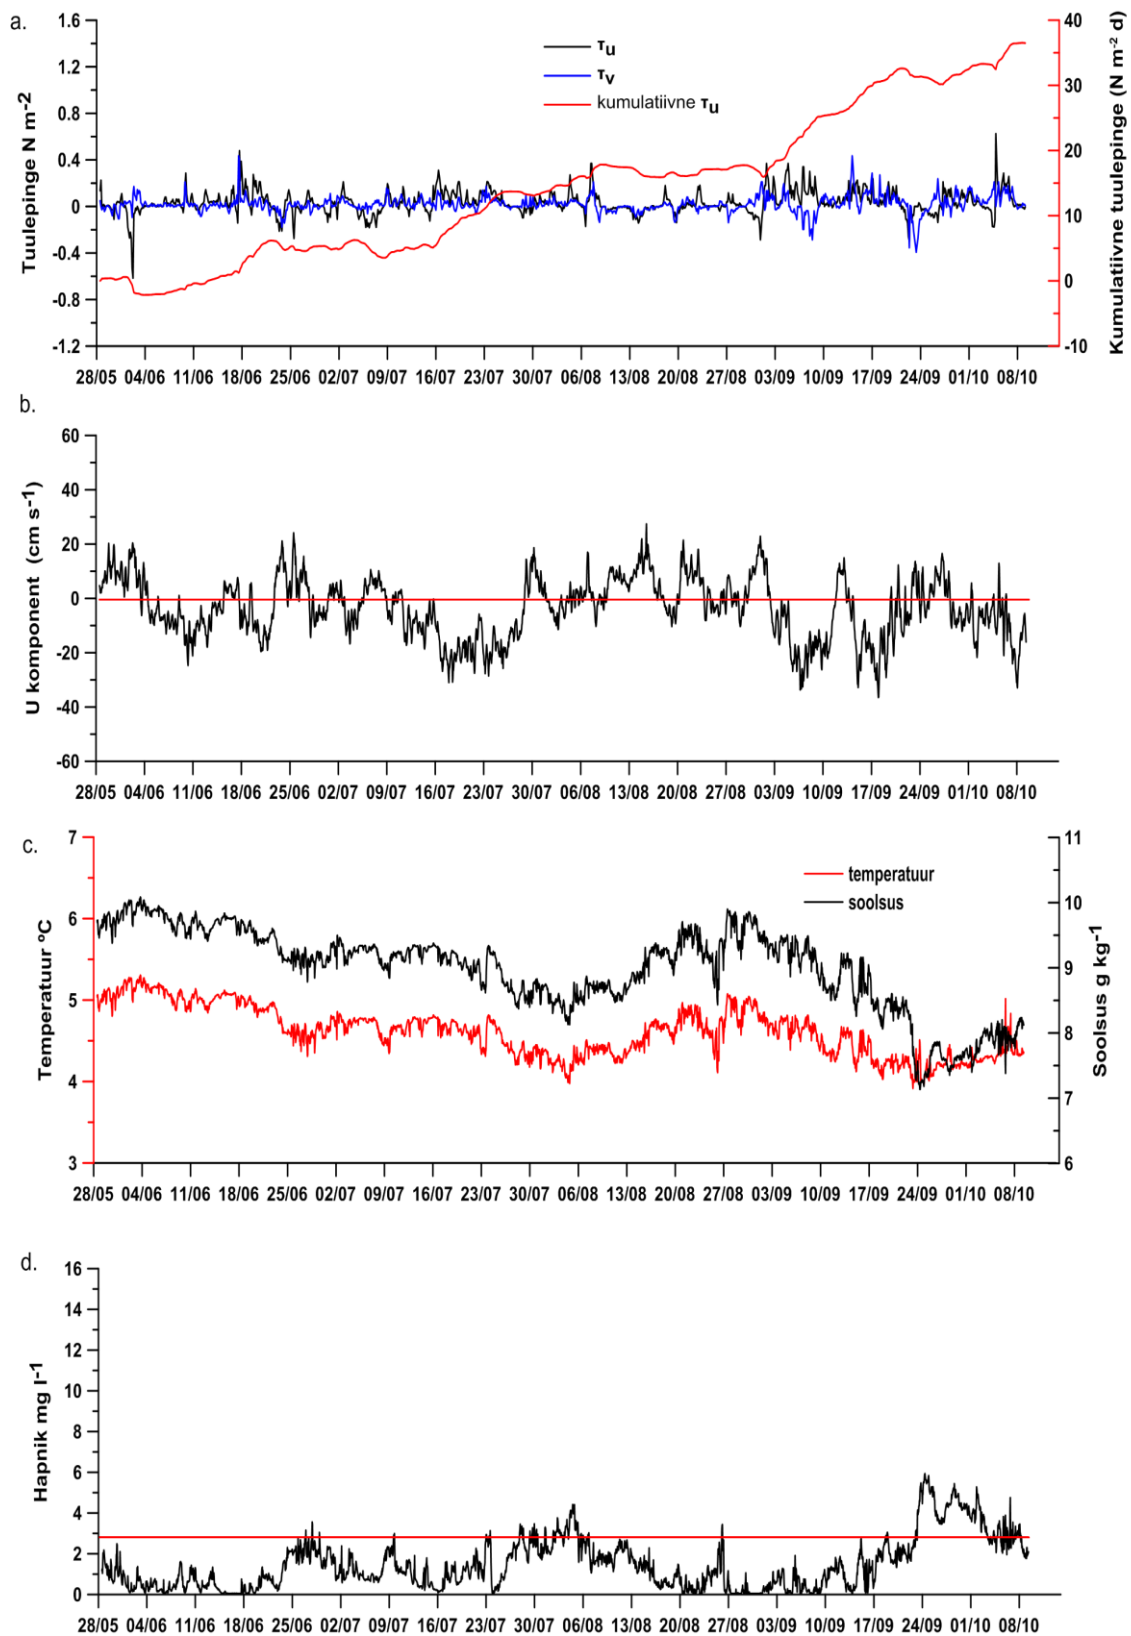 a.
1.6
1.2
0.8
0.4
0
-0.4
-0.8
-1.2
Tuulepinge N m-2
τu
τv
kumulatiivne τu
40
30
20
10
0
-10
Kumulatiivne tuulepinge (N m-2 d)
28/05 04/06 11/06 18/06 25/06 02/07 09/07 16/07 23/07 30/07 06/08 13/08 20/08 27/08 03/09 10/09 17/09 24/09 01/10 08/10
b.
60
40
20
0
-20
-40
-60
U komponent (cm s-1)
28/05 04/06 11/06 18/06 25/06 02/07 09/07 16/07 23/07 30/07 06/08 13/08 20/08 27/08 03/09 10/09 17/09 24/09 01/10 08/10
c.
7
6
5
4
3
Temperatuur ºC
temperatuur
soolsus
11
10
9
8
7
6
Soolsus g kg-1
28/05 04/06 11/06 18/06 25/06 02/07 09/07 16/07 23/07 30/07 06/08 13/08 20/08 27/08 03/09 10/09 17/09 24/09 01/10 08/10
d.
16
14
12
10
8
6
4
2
0
Hapnik mg l-1
28/05 04/06 11/06 18/06 25/06 02/07 09/07 16/07 23/07 30/07 06/08 13/08 20/08 27/08 03/09 10/09 17/09 24/09 01/10 08/10